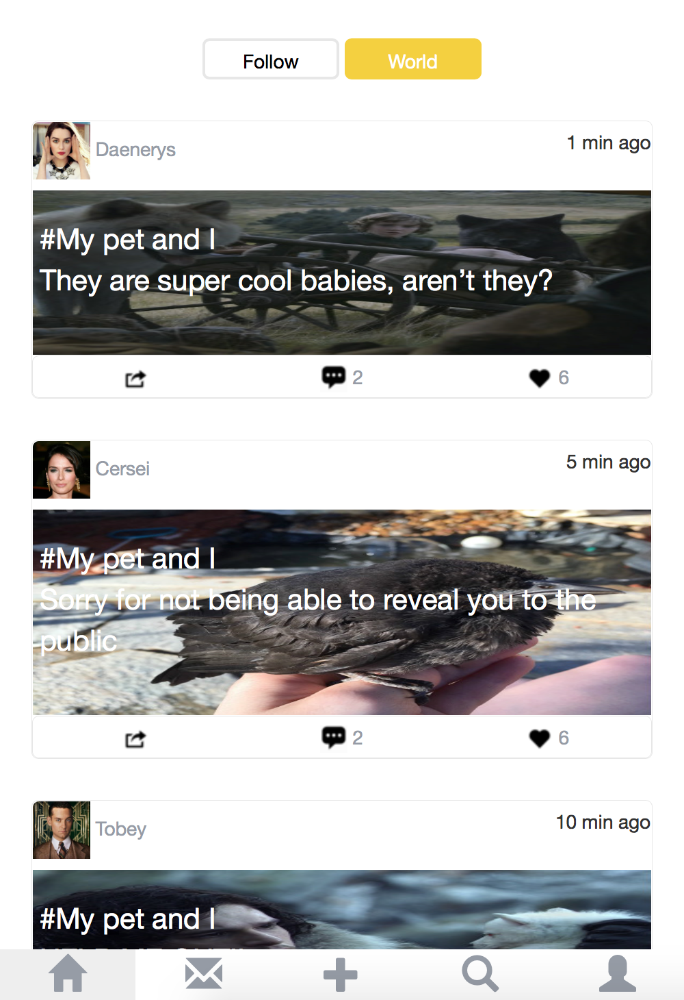 Follow World
Daenerys 1 min ago
#My pet and I
They are super cool babies, aren’t they?
2 6
Cersei 5 min ago
#My pet and I
Sorry for not being able to reveal you to the
public
2 6
Tobey 10 min ago
#My pet and I